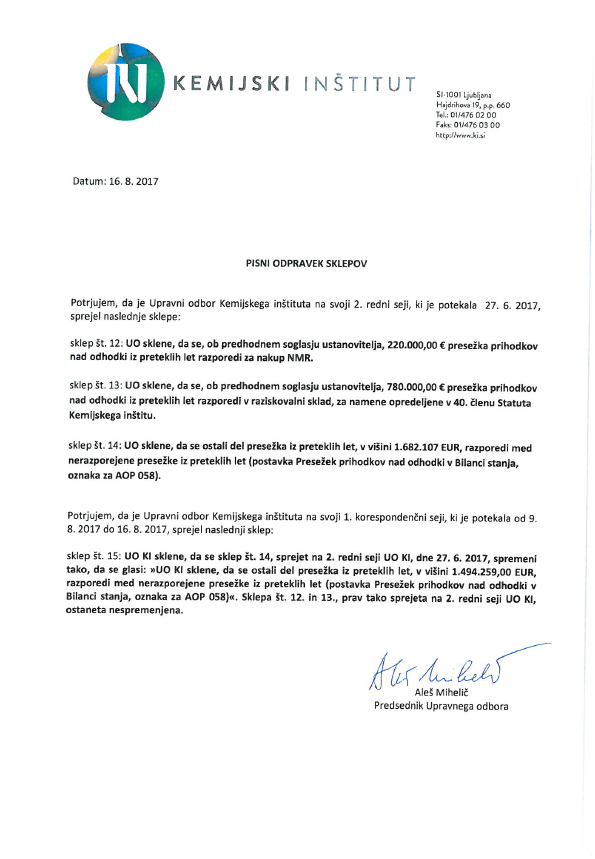 KEMIJSKI INŠTITUT
SI-1001 Ljubljana
Hajdrihova 19, p.p. 660
Tel.: 01/476 02 00
Faks: 01/476 03 00
http://www.ki.si
Datum: 16. 8. 2017
PISNI ODPRAVEK SKLEPOV
Potrjujem, da je Upravni odbor Kemijskega inštituta na svoji 2. redni seji, ki je potekala 27. 6. 2017,
sprejel naslednje sklepe:
sklep št. 12: UO sklene, da se, ob predhodnem soglasju ustanovitelja, 220.000,00 € presežka prihodkov
nad odhodki iz preteklih let razporedi za nakup NMR.
sklep št. 13: UO sklene, da se, ob predhodnem soglasju ustanovitelja, 780.000,00 € presežka prihodkov
nad odhodki iz preteklih let razporedi v raziskovalni sklad, za namene opredeljene v 40. členu Statuta
Kemijskega inštitu.
sklep št. 14: UO sklene, da se ostali del presežka iz preteklih let, v višini 1.682.107 EUR, razporedi med
nerazporejene presežke iz preteklih let (postavka Presežek prihodkov nad odhodki v Bilanci stanja,
oznaka za AOP 058).
Potrjujem, da je Upravni odbor Kemijskega inštituta na svoji 1. korespondenčni seji, ki je potekala od 9.
8. 2017 do 16. 8. 2017, sprejel naslednji sklep:
sklep št. 15: UO KI sklene, da se sklep št. 14, sprejet na 2. redni seji UO KI, dne 27. 6. 2017, spremeni
tako, da se glasi: »UO KI sklene, da se ostali del presežka iz preteklih let, v višini 1.494.259,00 EUR,
razporedi med nerazporejene presežke iz preteklih let (postavka Presežek prihodkov nad odhodki v
Bilanci stanja, oznaka za AOP 058)«. Sklepa št. 12. in 13., prav tako sprejeta na 2. redni seji UO KI,
ostaneta nespremenjena.
Aleš Mihelič
Aleš Mihelič
Predsednik Upravnega odbora